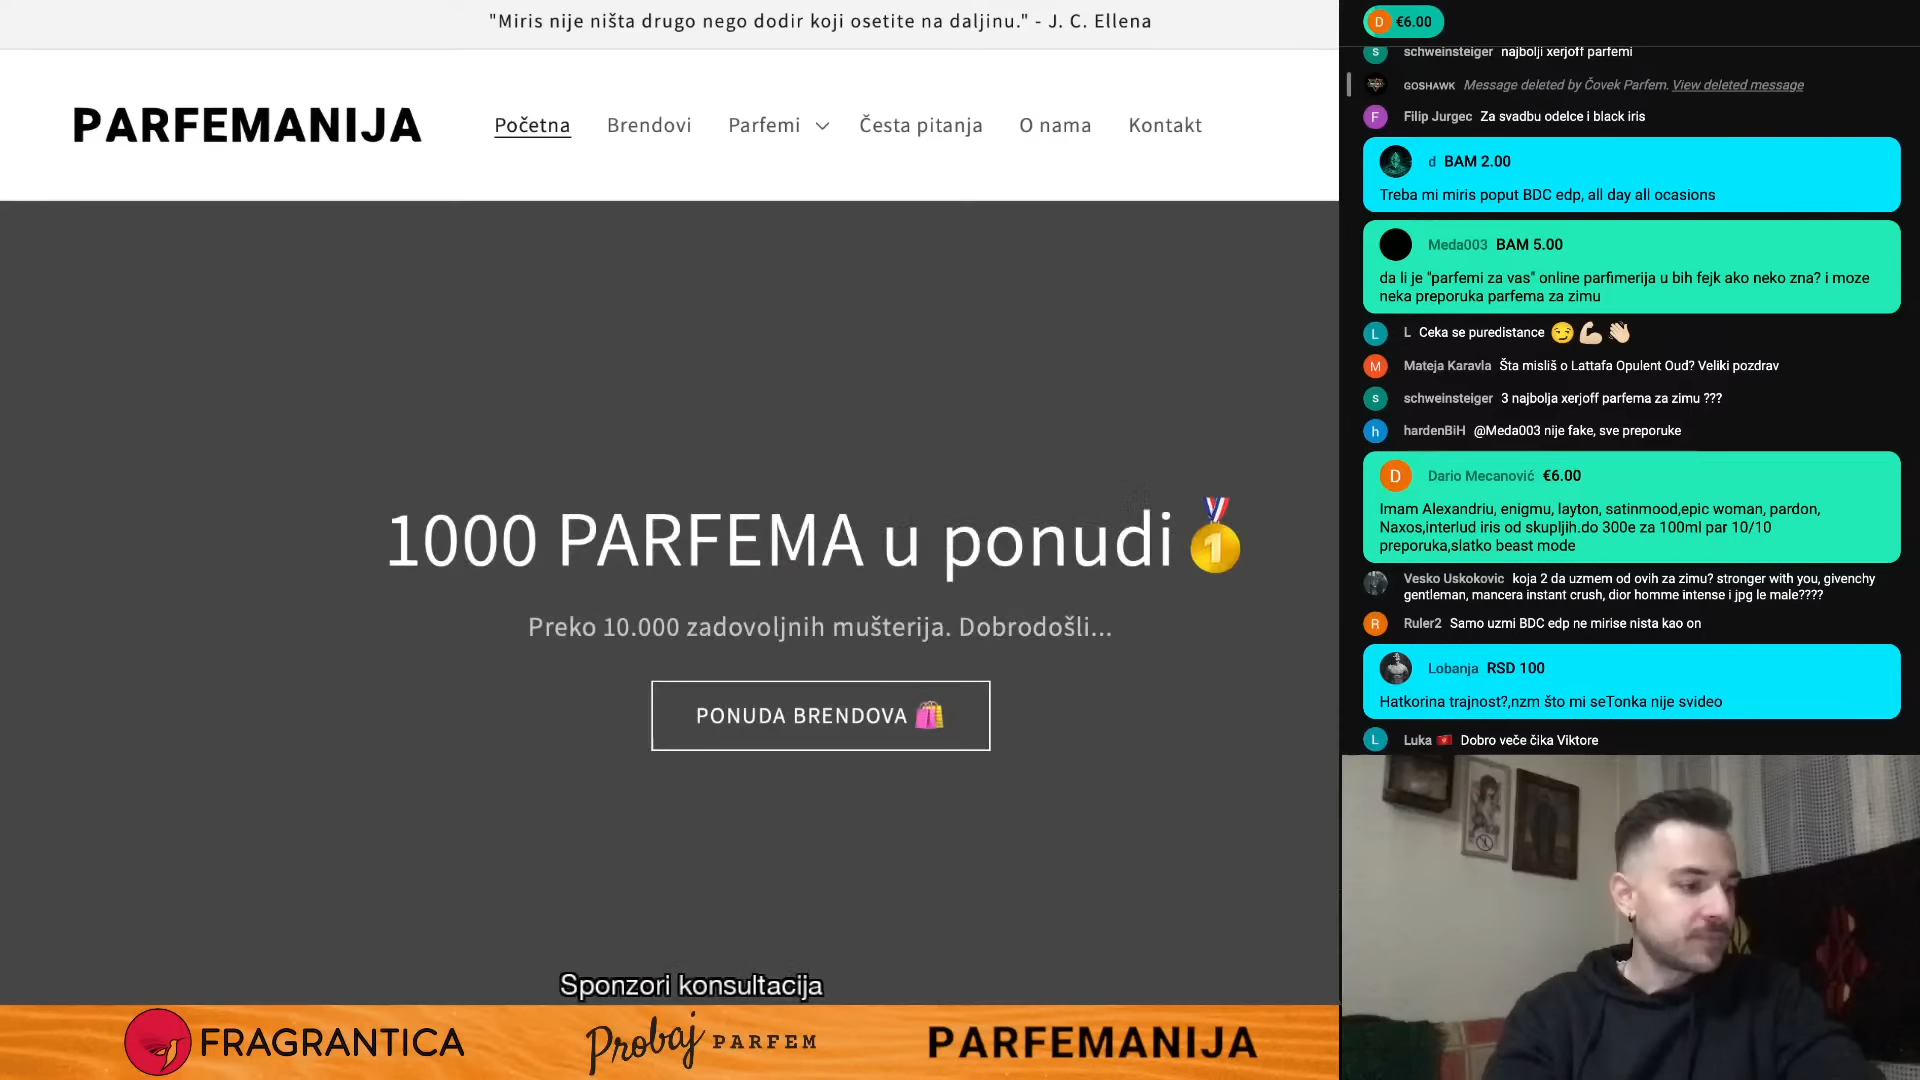 "Miris nije ništa drugo nego dodir koji osetite na daljinu." - J. C. Ellena
PARFEMANIJA
Početna
Brendovi
Parfemi
Česta pitanja
O nama
Kontakt
1000 PARFEMA u ponudi🥇
Preko 10.000 zadovoljnih mušterija. Dobrodošli...
PONUDA BRENDOVA 🛍️
Sponzori konsultacija
FRAGRANTICA
Probaj PARFEM
PARFEMANIJA
D €6.00
s schweinsteiger najbolji xerjoff parfemi
GOSHAWK Message deleted by Čovek Parfem. View deleted message
F Filip Jurgec Za svadbu odelce i black iris
d BAM 2.00
Treba mi miris poput BDC edp, all day all ocasions
Meda003 BAM 5.00
da li je "parfemi za vas" online parfimerija u bih fejk ako neko zna? i moze
neka preporuka parfema za zimu
L L Ceka se puredistance 😏💪🏻👋🏻
M Mateja Karavla Šta misliš o Lattafa Opulent Oud? Veliki pozdrav
s schweinsteiger 3 najbolja xerjoff parfema za zimu ???
h hardenBiH @Meda003 nije fake, sve preporuke
D Dario Mecanović €6.00
Imam Alexandriu, enigmu, layton, satinmood,epic woman, pardon,
Naxos,interlud iris od skupljih.do 300e za 100ml par 10/10
preporuka,slatko beast mode
Vesko Uskokovic koja 2 da uzmem od ovih za zimu? stronger with you, givenchy
gentleman, mancera instant crush, dior homme intense i jpg le male????
R Ruler2 Samo uzmi BDC edp ne mirise nista kao on
Lobanja RSD 100
Hatkorina trajnost?,nzm što mi seTonka nije svideo
L Luka 🇲🇪 Dobro veče čika Viktore